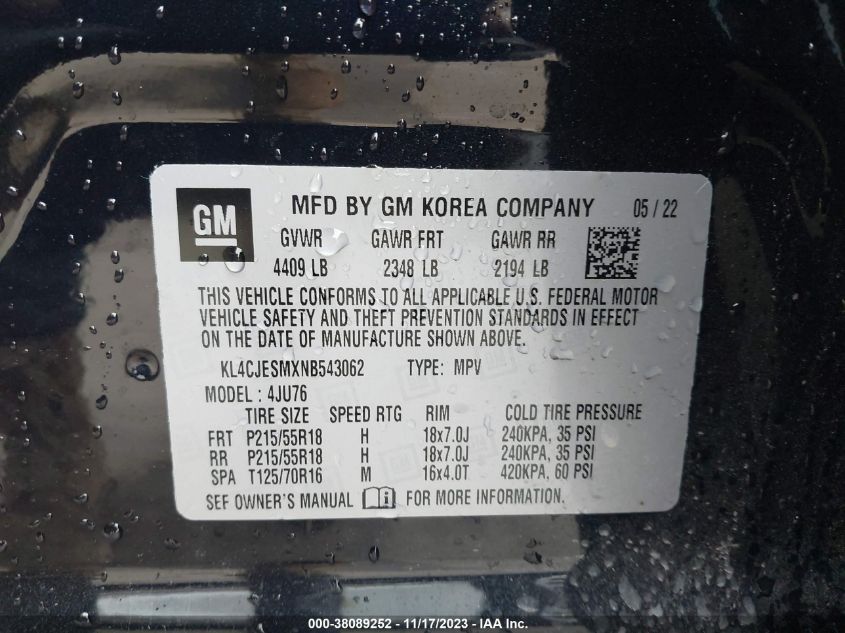 GM MFD BY GM KOREA COMPANY 05 / 22
GVWR GAWR FRT GAWR RR
4409 LB 2348 LB 2194 LB
THIS VEHICLE CONFORMS TO ALL APPLICABLE U.S. FEDERAL MOTOR
VEHICLE SAFETY AND THEFT PREVENTION STANDARDS IN EFFECT
ON THE DATE OF MANUFACTURE SHOWN ABOVE.
KL4CJESMXNB543062 TYPE: MPV
MODEL : 4JU76
TIRE SIZE SPEED RTG RIM COLD TIRE PRESSURE
FRT P215/55R18 H 18x7.0J 240KPA, 35 PSI
RR P215/55R18 H 18x7.0J 240KPA, 35 PSI
SPA T125/70R16 M 16x4.0T 420KPA, 60 PSI
SEE OWNER'S MANUAL i FOR MORE INFORMATION.
000-38089252 - 11/17/2023 - IAA Inc.